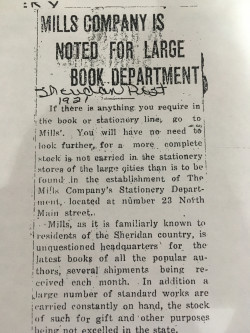 MILLS COMPANY IS
NOTED FOR LARGE
BOOK DEPARTMENT
Sheridan Post
1921
If there is anything you require in
the book or stationery line, go to
Mills'. You will have no need to
look further, for a more complete
stock is not carried in the stationery
stores of the large qities than is to be
found in the establishment of The
Mills Company's Stationery Depart-
ment, located at number 23 North
Main street.
Mills, as it is familiarly known to
residents of the Sheridan country, is
unquestioned headquarters for the
latest books of all the popular au-
thors, several shipments being re-
ceived each month. In addition a
large number of standard works are
carried constantly on hand, the stock
of such for gift and other purposes
being not excelled in the state.